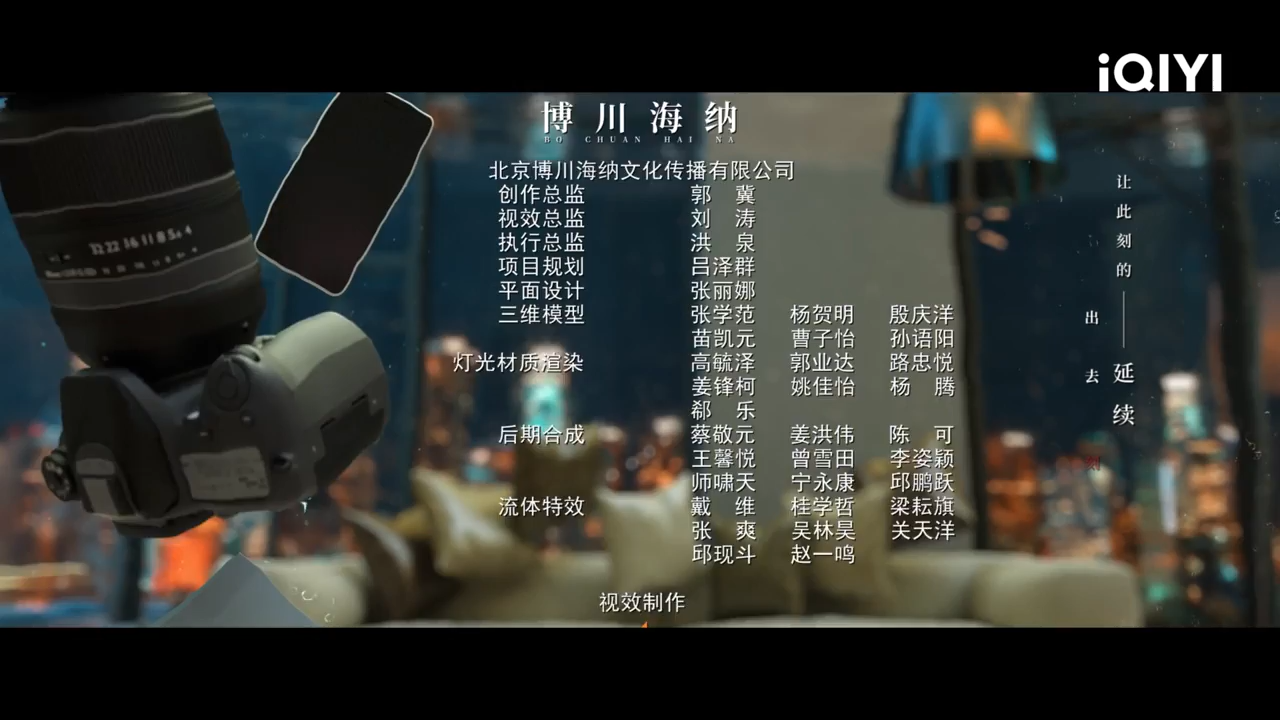 iQIYI
博川海纳
BO CHUAN HAI NA
北京博川海纳文化传播有限公司
创作总监 郭 冀
视效总监 刘 涛
执行总监 洪 泉
项目规划 吕泽群
平面设计 张丽娜
三维模型 张学范 杨贺明 殷庆洋
苗凯元 曹子怡 孙语阳
灯光材质渲染 高毓泽 郭业达 路忠悦
姜锋柯 姚佳怡 杨 腾
郗 乐
后期合成 蔡敬元 姜洪伟 陈 可
王馨悦 曾雪田 李姿颖
师啸天 宁永康 邱鹏跃
流体特效 戴 维 桂学哲 梁耘旗
张 爽 吴林昊 关天洋
邱现斗 赵一鸣
视效制作
让此刻的
延续
出去